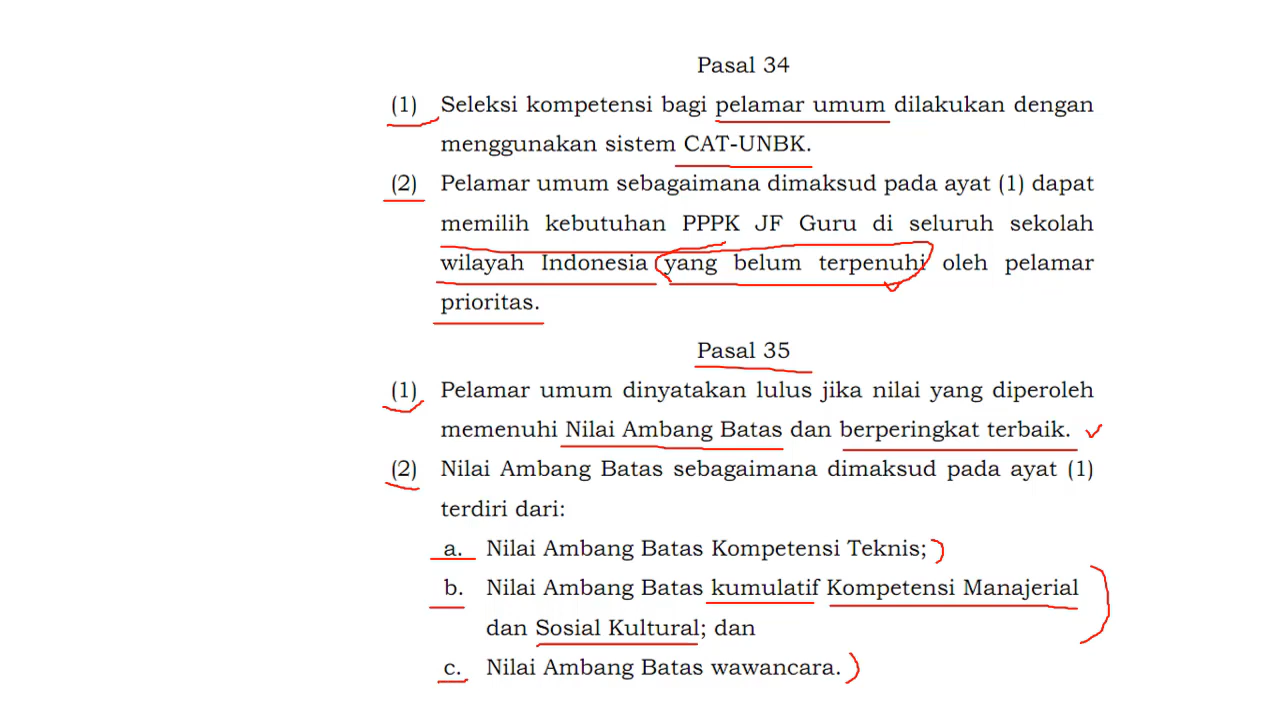 Pasal 34
(1) Seleksi kompetensi bagi pelamar umum dilakukan dengan
menggunakan sistem CAT-UNBK.
(2) Pelamar umum sebagaimana dimaksud pada ayat (1) dapat
memilih kebutuhan PPPK JF Guru di seluruh sekolah
wilayah Indonesia yang belum terpenuhi oleh pelamar
prioritas.
Pasal 35
(1) Pelamar umum dinyatakan lulus jika nilai yang diperoleh
memenuhi Nilai Ambang Batas dan berperingkat terbaik.
(2) Nilai Ambang Batas sebagaimana dimaksud pada ayat (1)
terdiri dari:
a. Nilai Ambang Batas Kompetensi Teknis;
b. Nilai Ambang Batas kumulatif Kompetensi Manajerial
dan Sosial Kultural; dan
c. Nilai Ambang Batas wawancara.